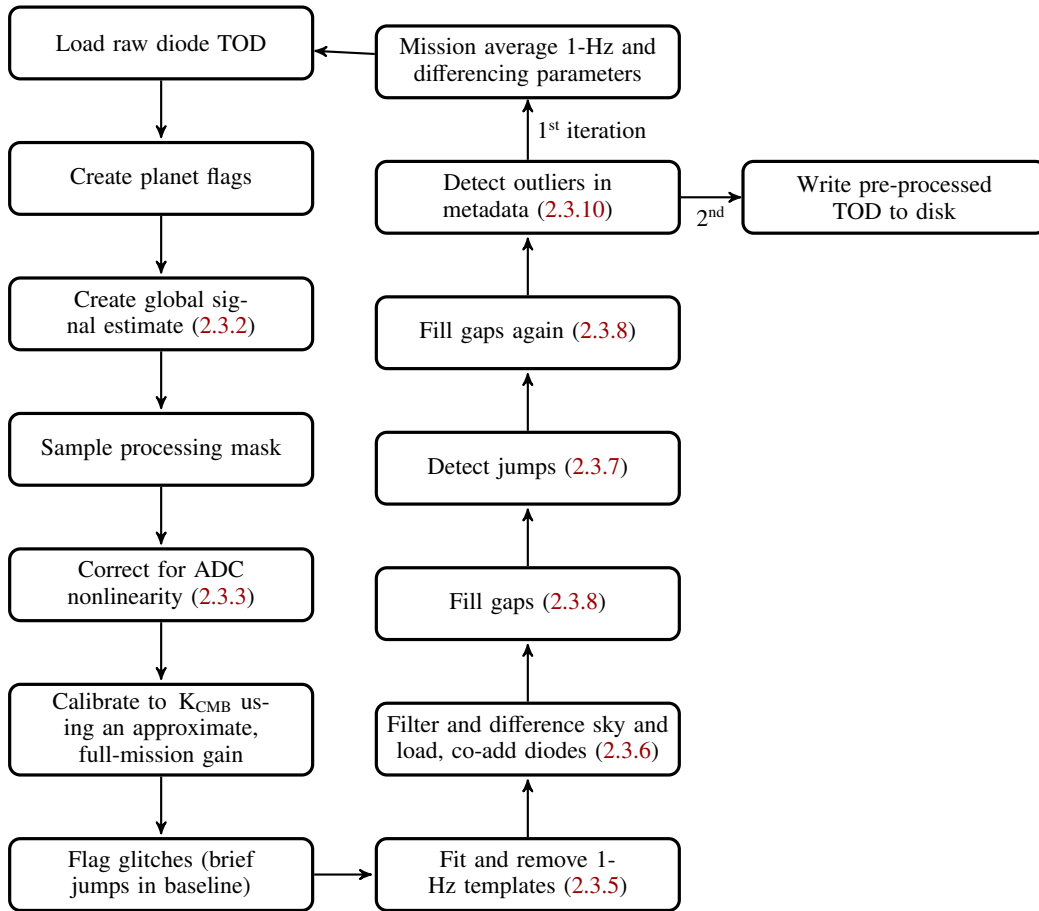 Load raw diode TOD
Create planet flags
Create global sig-
nal estimate (2.3.2)
Sample processing mask
Correct for ADC
nonlinearity (2.3.3)
Calibrate to K_CMB us-
ing an approximate,
full-mission gain
Flag glitches (brief
jumps in baseline)
Fit and remove 1-
Hz templates (2.3.5)
Filter and difference sky and
load, co-add diodes (2.3.6)
Fill gaps (2.3.8)
Detect jumps (2.3.7)
Fill gaps again (2.3.8)
Detect outliers in
metadata (2.3.10)
1st iteration
Mission average 1-Hz and
differencing parameters
2nd
Write pre-processed
TOD to disk